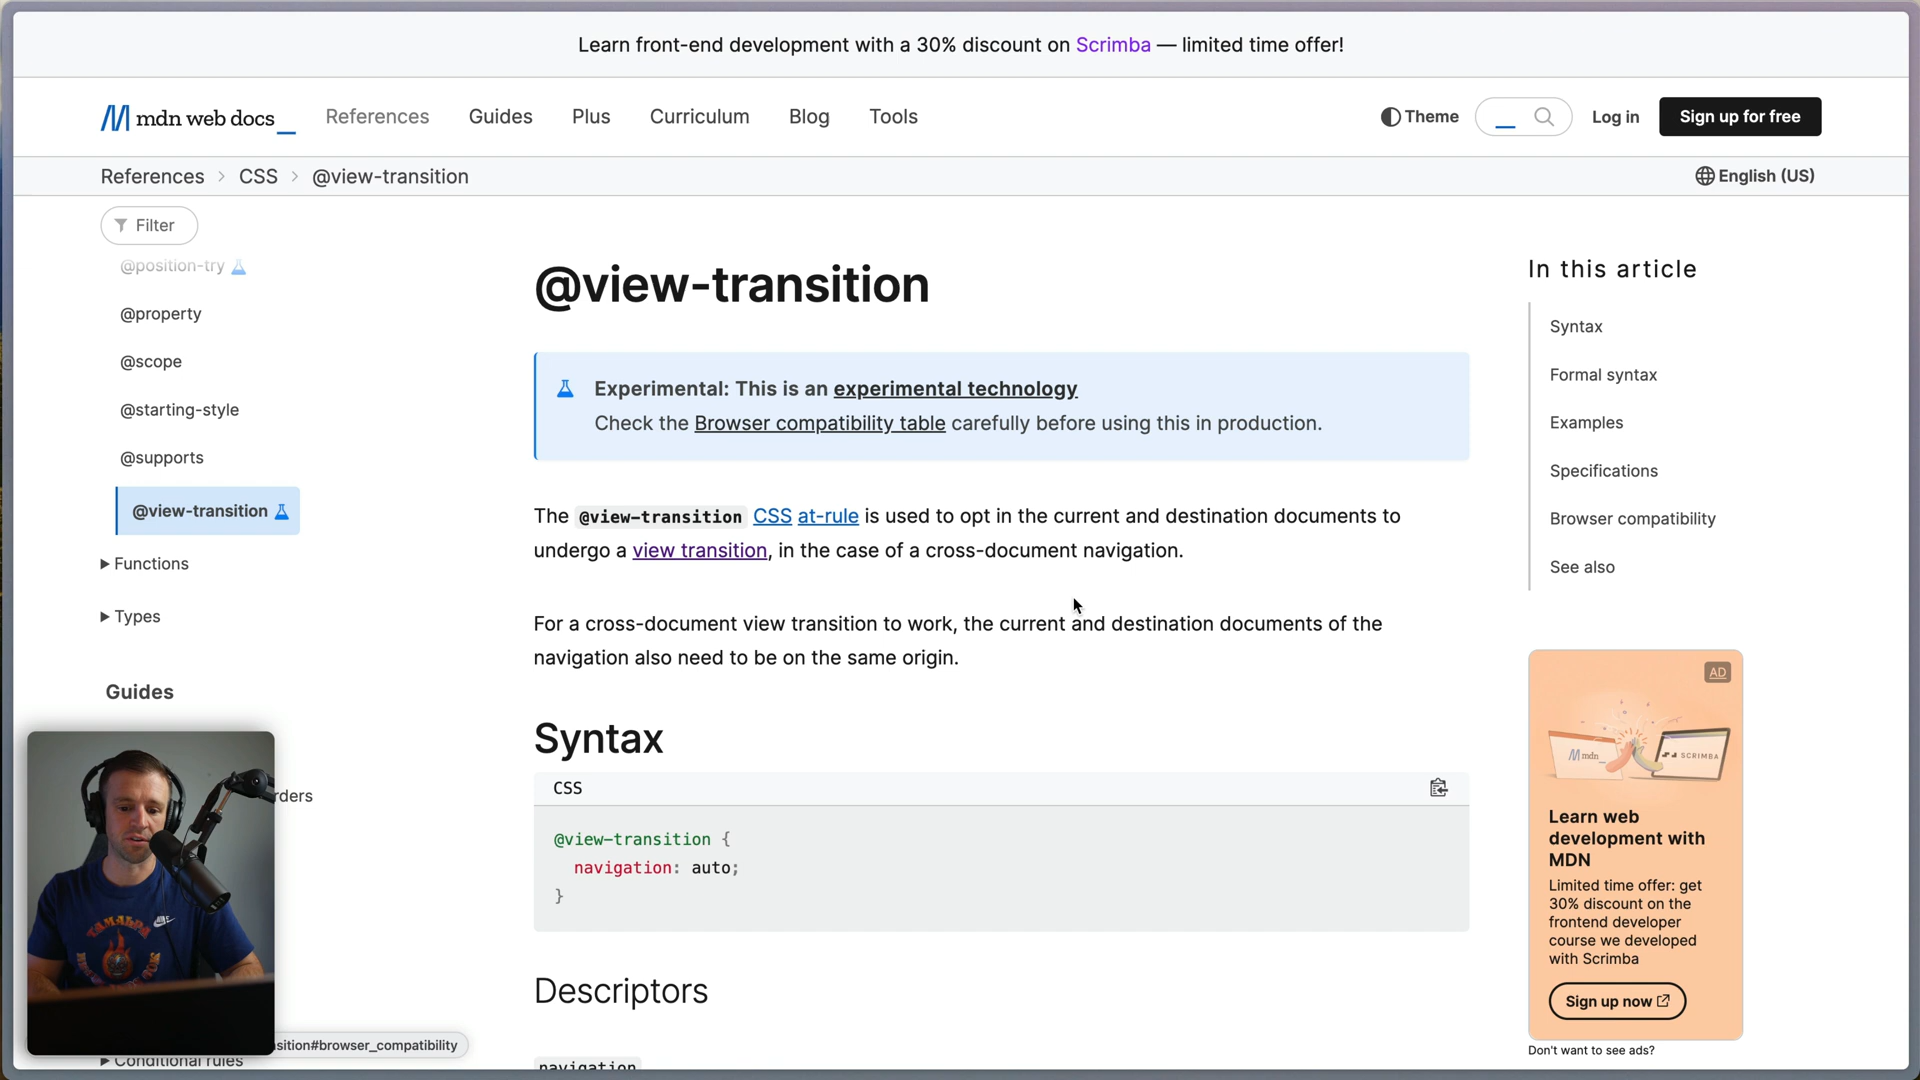 Learn front-end development with a 30% discount on Scrimba — limited time offer!
mdn web docs_ References Guides Plus Curriculum Blog Tools Theme Log in Sign up for free
References CSS @view-transition English (US)
Filter
@position-try
@property
@scope
@starting-style
@supports
@view-transition
Functions
Types
Guides
rders
Conditional rules
sition#browser_compatibility
@view-transition
Experimental: This is an experimental technology
Check the Browser compatibility table carefully before using this in production.
The @view-transition CSS at-rule is used to opt in the current and destination documents to
undergo a view transition, in the case of a cross-document navigation.
For a cross-document view transition to work, the current and destination documents of the
navigation also need to be on the same origin.
Syntax
CSS
@view-transition {
navigation: auto;
}
Descriptors
navigation
In this article
Syntax
Formal syntax
Examples
Specifications
Browser compatibility
See also
AD
mdn_
SCRIMBA
Learn web
development with
MDN
Limited time offer: get
30% discount on the
frontend developer
course we developed
with Scrimba
Sign up now
Don't want to see ads?